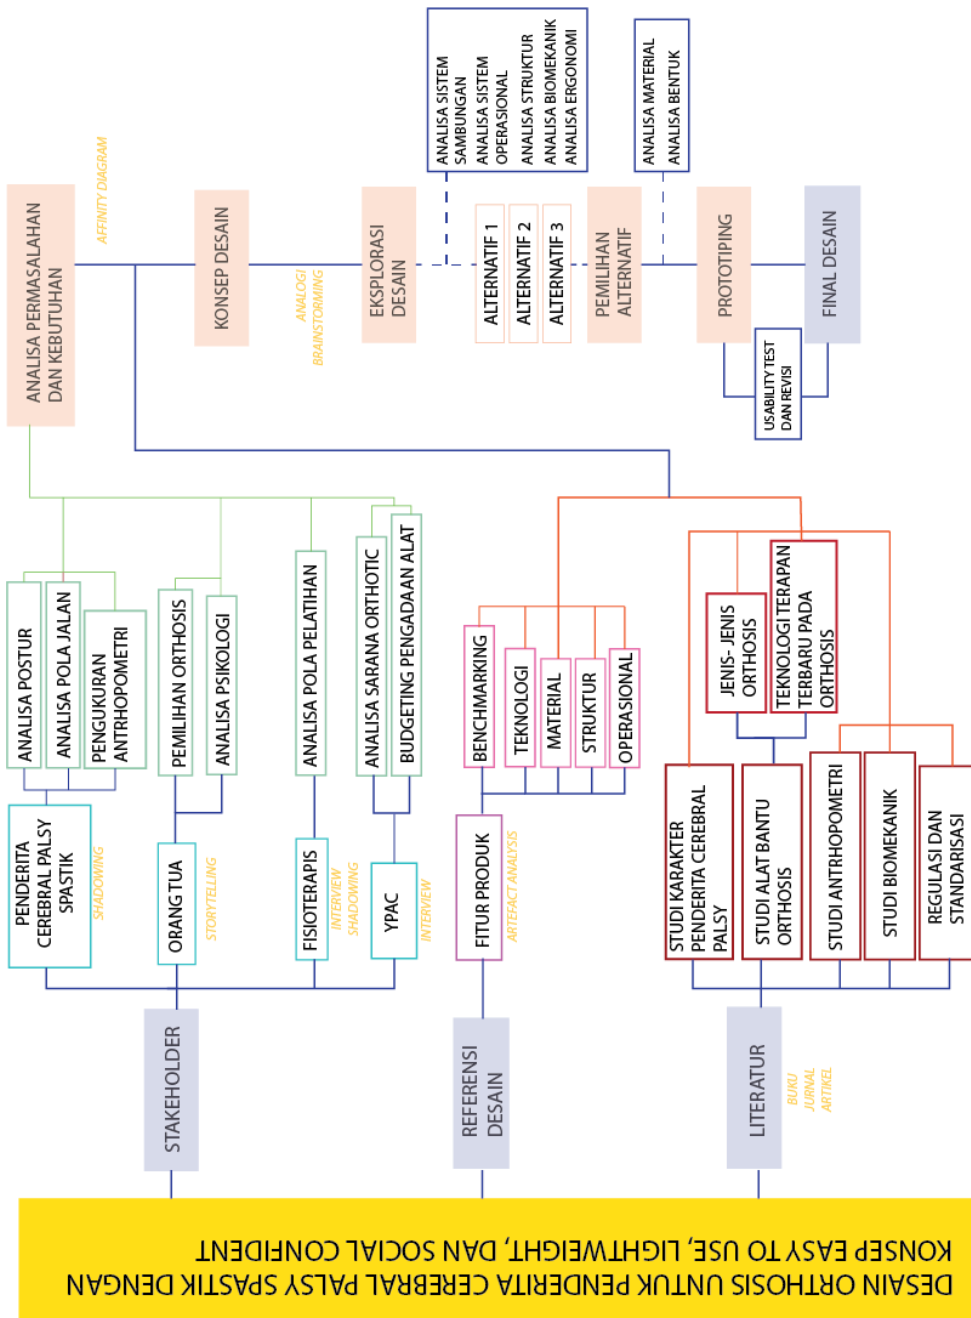 DESAIN ORTHOSIS UNTUK PENDERITA CEREBRAL PALSY SPASTIK DENGAN
KONSEP EASY TO USE, LIGHTWEIGHT, DAN SOCIAL CONFIDENT
STAKEHOLDER
PENDERITA
CEREBRAL PALSY
SPASTIK
SHADOWING
ANALISA POSTUR
ANALISA POLA JALAN
PENGUKURAN
ANTRHOPOMETRI
ORANG TUA
STORYTELLING
PEMILIHAN ORTHOSIS
ANALISA PSIKOLOGI
FISIOTERAPIS
INTERVIEW
SHADOWING
ANALISA POLA PELATIHAN
YPAC
INTERVIEW
ANALISA SARANA ORTHOTIC
BUDGETING PENGADAAN ALAT
REFERENSI
DESAIN
FITUR PRODUK
ARTEFACT ANALYSIS
BENCHMARKING
TEKNOLOGI
MATERIAL
STRUKTUR
OPERASIONAL
LITERATUR
BUKU
JURNAL
ARTIKEL
STUDI KARAKTER
PENDERITA CEREBRAL
PALSY
STUDI ALAT BANTU
ORTHOSIS
JENIS- JENIS
ORTHOSIS
TEKNOLOGI TERAPAN
TERBARU PADA
ORTHOSIS
STUDI ANTRHOPOMETRI
STUDI BIOMEKANIK
REGULASI DAN
STANDARISASI
ANALISA PERMASALAHAN
DAN KEBUTUHAN
AFFINITY DIAGRAM
KONSEP DESAIN
ANALOGI
BRAINSTORMING
EKSPLORASI
DESAIN
ANALISA SISTEM
SAMBUNGAN
ANALISA SISTEM
OPERASIONAL
ANALISA STRUKTUR
ANALISA BIOMEKANIK
ANALISA ERGONOMI
ALTERNATIF 1
ALTERNATIF 2
ALTERNATIF 3
PEMILIHAN
ALTERNATIF
ANALISA MATERIAL
ANALISA BENTUK
PROTOTIPING
USABILITY TEST
DAN REVISI
FINAL DESAIN